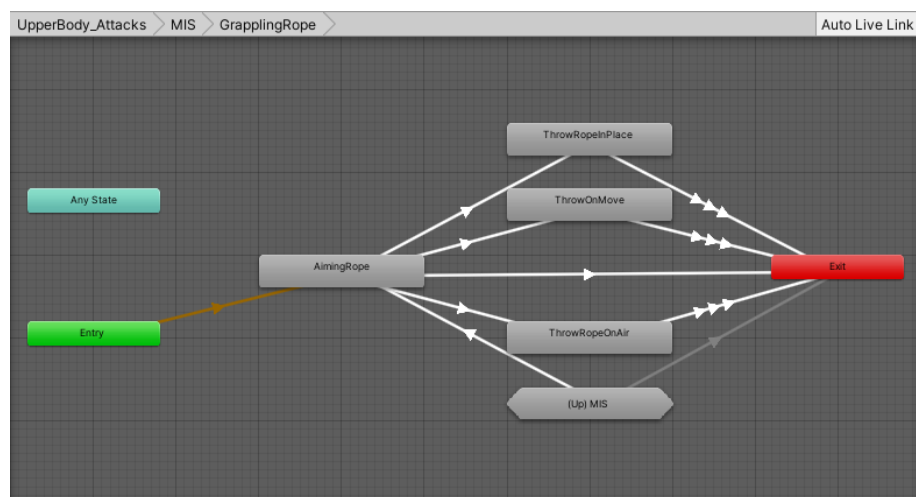 UpperBody_Attacks MIS GrapplingRope Auto Live Link
ThrowRopeInPlace
Any State
ThrowOnMove
AimingRope
Exit
Entry
ThrowRopeOnAir
(Up) MIS